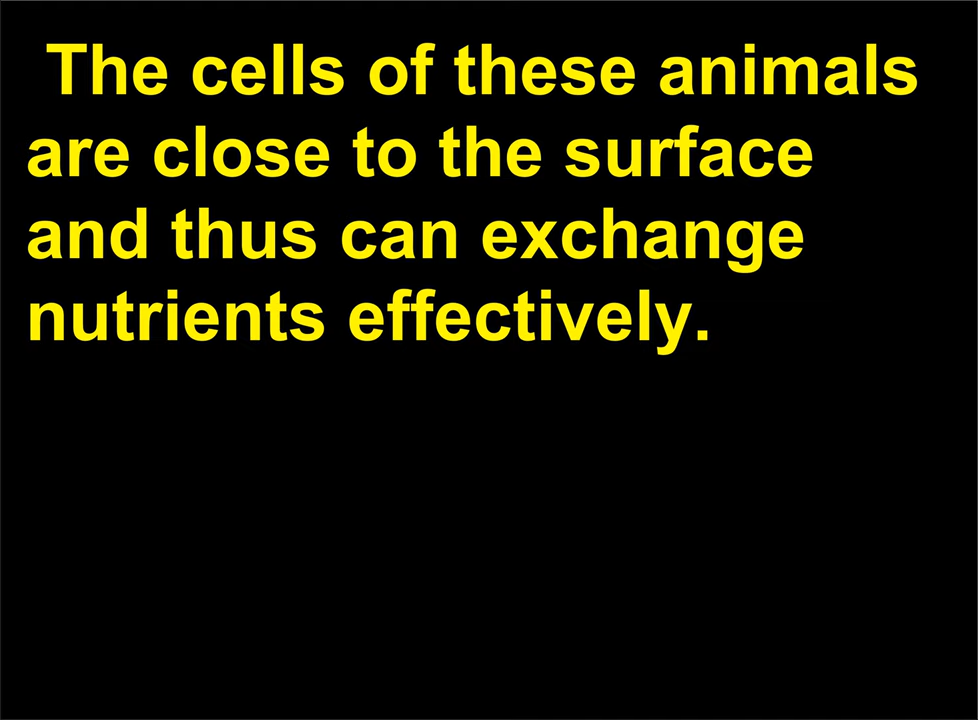 The cells of these animals
are close to the surface
and thus can exchange
nutrients effectively.